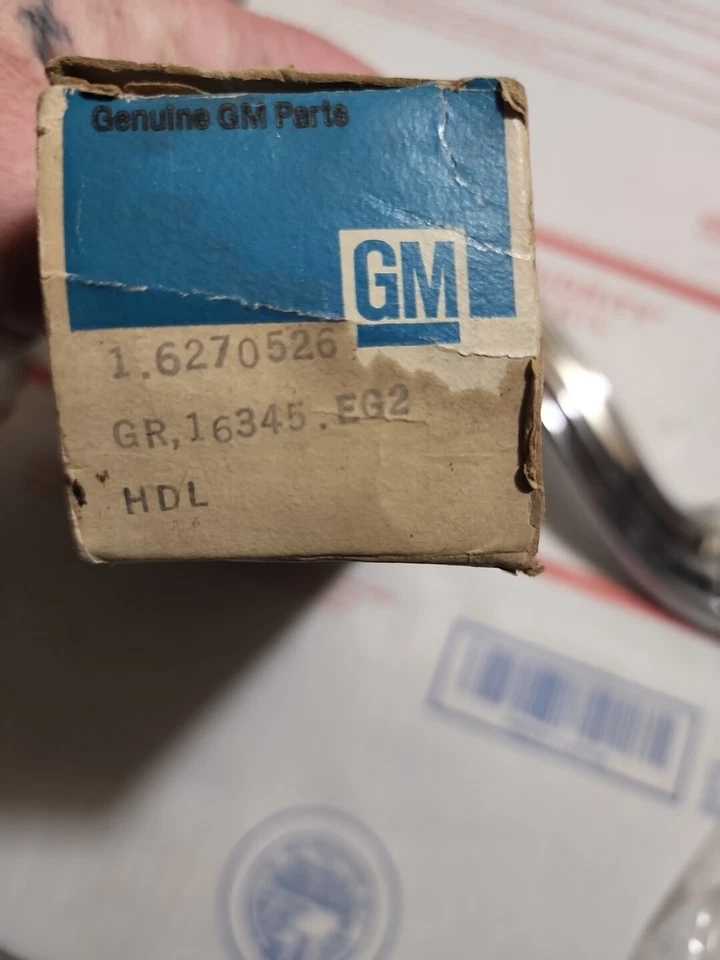 Genuine GM Parts
GM
1.6270526
GR,16345.EG2
HDL